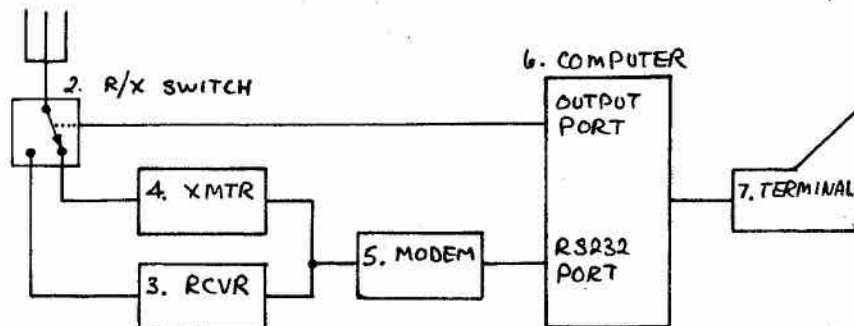 2. R/X SWITCH
6. COMPUTER
OUTPUT
PORT
4. XMTR
7. TERMINAL
5. MODEM
RS232
PORT
3. RCVR